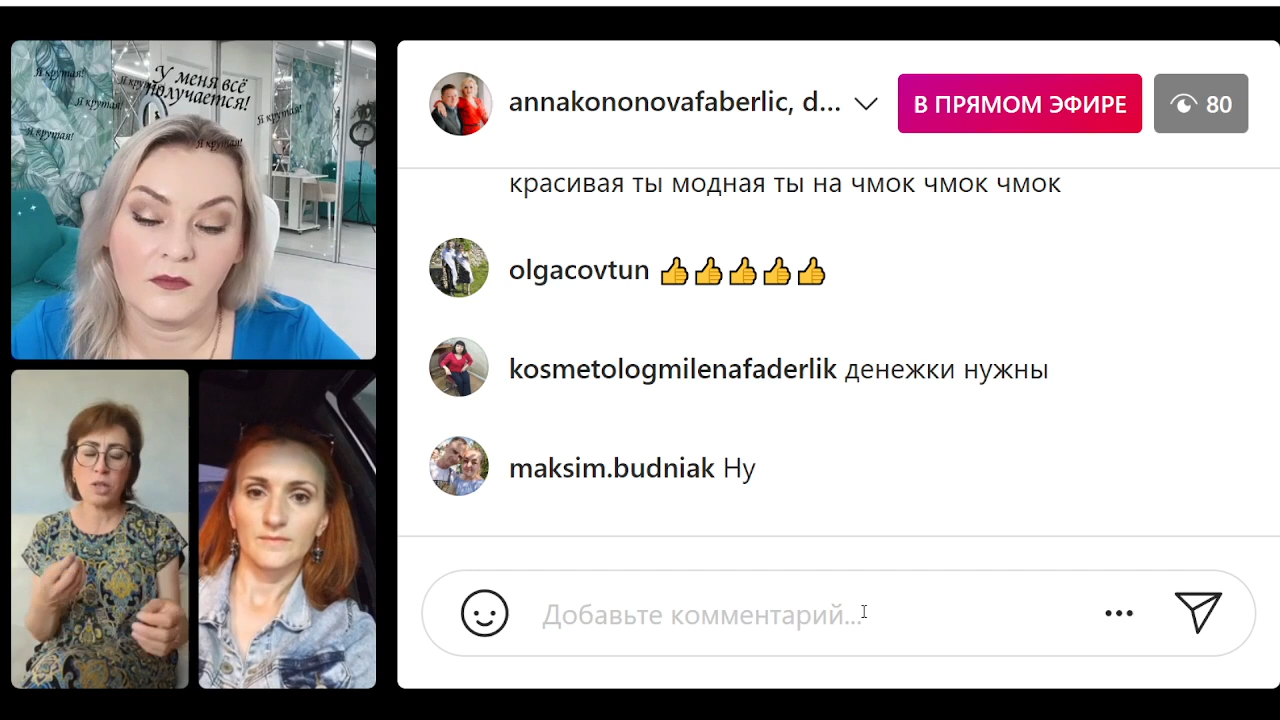 Я крутая!
У меня всё
получается!
Я крутая!
Я крутая!
Я крутая!
Я крутая!
Я крутая!
annakononovafaberlic, d...
В ПРЯМОМ ЭФИРЕ
80
красивая ты модная ты на чмок чмок чмок
olgacovtun 👍👍👍👍👍
kosmetologmilenafaderlik денежки нужны
maksim.budniak Ну
Добавьте комментарий...